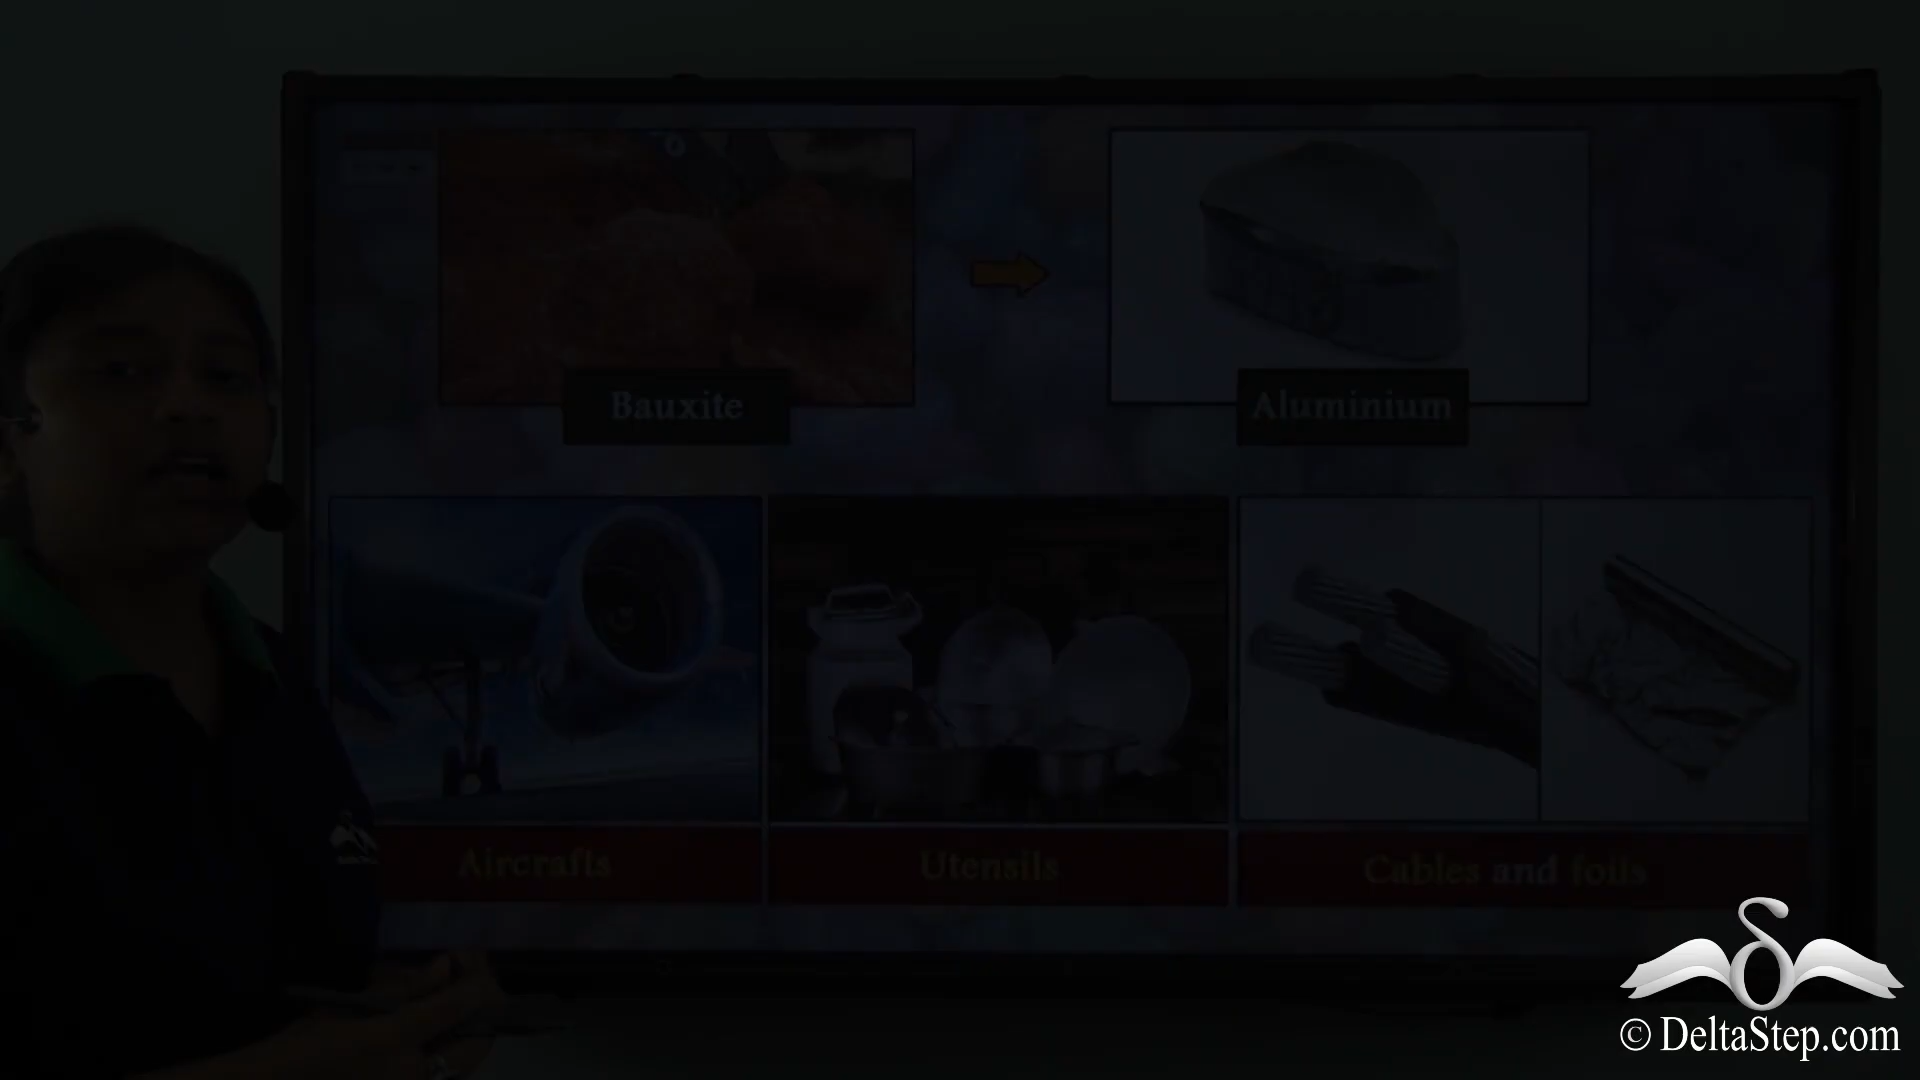 Bauxite
Aluminium
Aircrafts
Utensils
Cables and foils
© DeltaStep.com